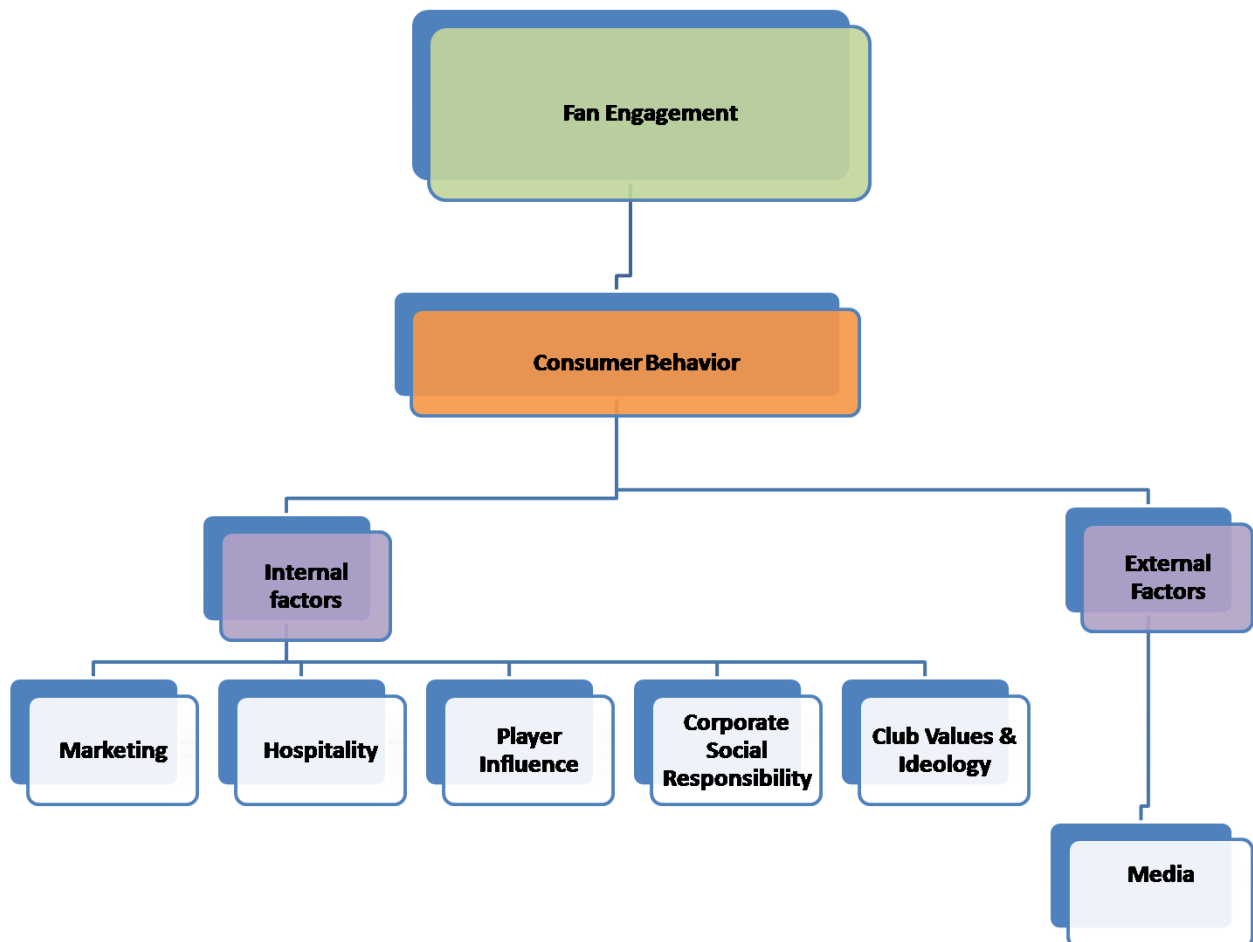 Fan Engagement
Consumer Behavior
Internal
factors
External
Factors
Marketing
Hospitality
Player
Influence
Corporate
Social
Responsibility
Club Values &
Ideology
Media